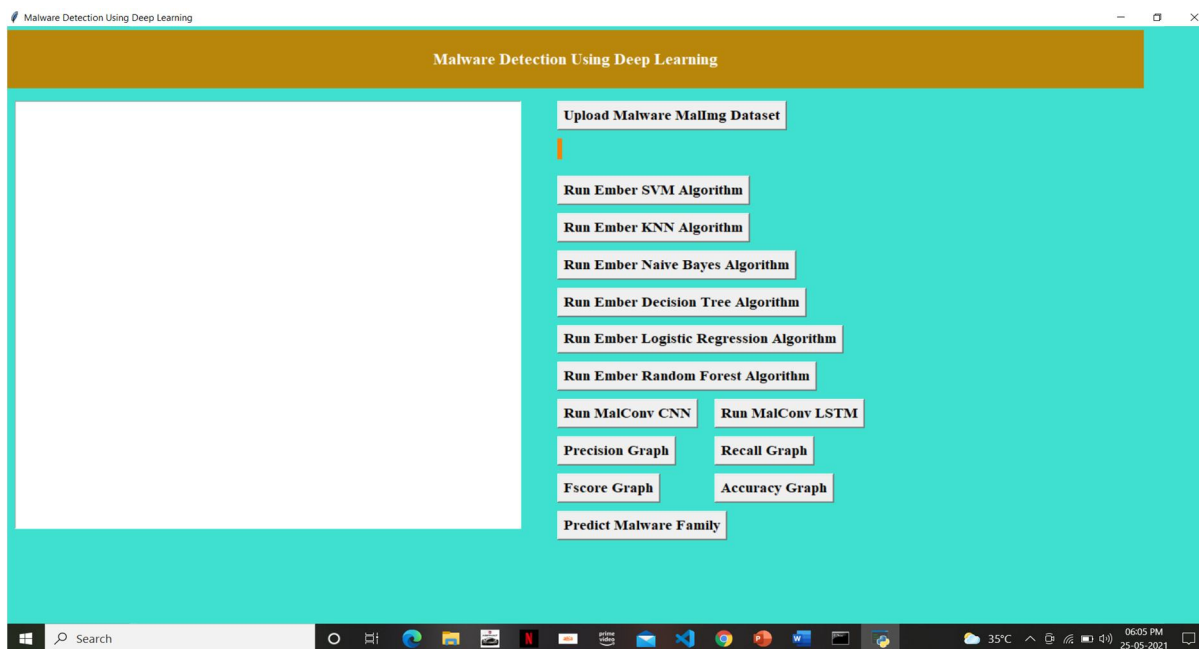 Malware Detection Using Deep Learning
Malware Detection Using Deep Learning
Upload Malware MalImg Dataset
Run Ember SVM Algorithm
Run Ember KNN Algorithm
Run Ember Naive Bayes Algorithm
Run Ember Decision Tree Algorithm
Run Ember Logistic Regression Algorithm
Run Ember Random Forest Algorithm
Run MalConv CNN Run MalConv LSTM
Precision Graph Recall Graph
Fscore Graph Accuracy Graph
Predict Malware Family
Search
N
prime video
P
W
35°C
06:05 PM
25-05-2021